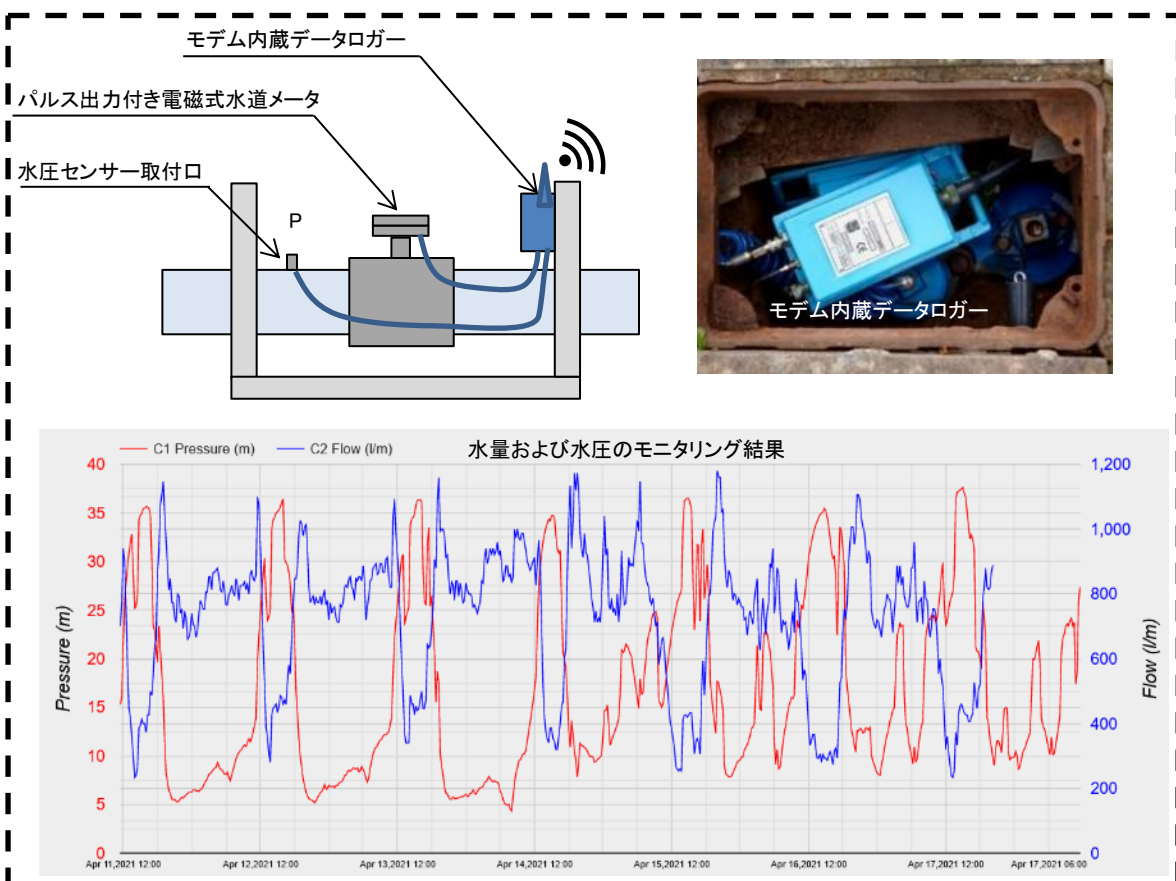 モデム内蔵データロガー
パルス出力付き電磁式水道メータ
水圧センサー取付口
P
モデム内蔵データロガー
C1 Pressure (m)
C2 Flow (l/m)
水量および水圧のモニタリング結果
40
35
30
25
20
15
10
5
0
Pressure (m)
1,200
1,000
800
600
400
200
0
Flow (l/m)
Apr 11,2021 12:00
Apr 12,2021 12:00
Apr 13,2021 12:00
Apr 14,2021 12:00
Apr 15,2021 12:00
Apr 16,2021 12:00
Apr 17,2021 12:00
Apr 17,2021 06:00